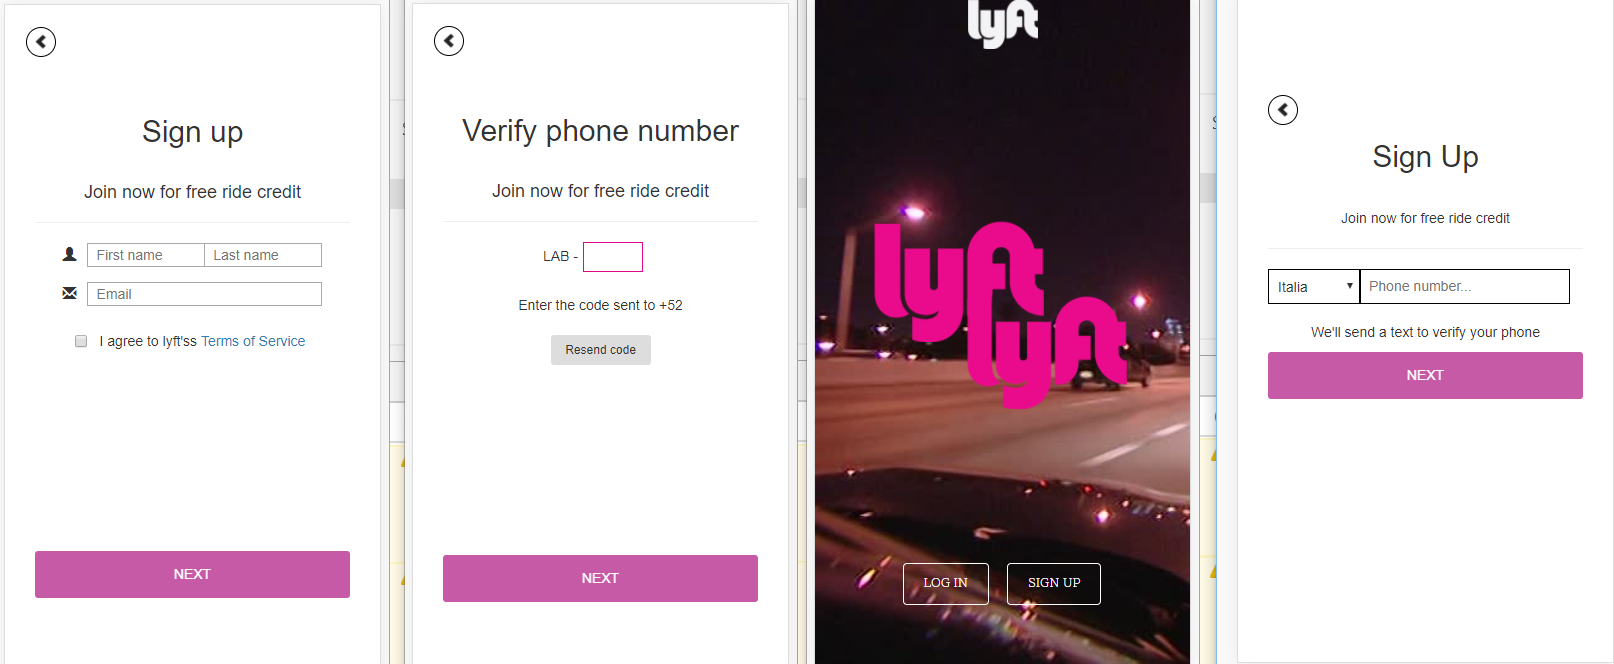 Sign up
Join now for free ride credit
First name Last name
Email
I agree to lyft'ss Terms of Service
NEXT
Verify phone number
Join now for free ride credit
LAB -
Enter the code sent to +52
Resend code
NEXT
lyft
lyft
lyft
LOG IN SIGN UP
Sign Up
Join now for free ride credit
Italia Phone number...
We'll send a text to verify your phone
NEXT